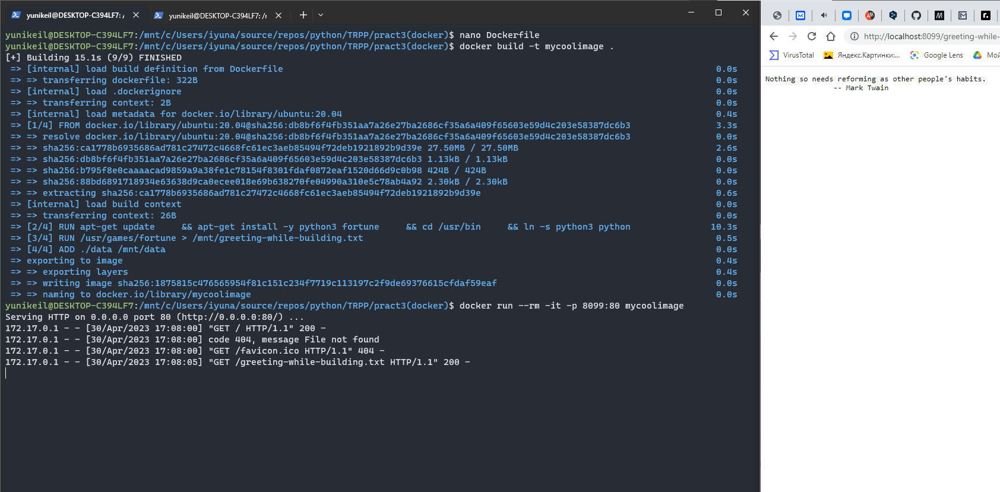 yunikeil@DESKTOP-C394LF7: /
yunikeil@DESKTOP-C394LF7: /r
yunikeil@DESKTOP-C394LF7:/mnt/c/Users/iyuna/source/repos/python/TRPP/pract3(docker)$ nano Dockerfile
yunikeil@DESKTOP-C394LF7:/mnt/c/Users/iyuna/source/repos/python/TRPP/pract3(docker)$ docker build -t mycoolimage .
[+] Building 15.1s (9/9) FINISHED
=> [internal] load build definition from Dockerfile 0.0s
=> => transferring dockerfile: 322B 0.0s
=> [internal] load .dockerignore 0.0s
=> => transferring context: 2B 0.0s
=> [internal] load metadata for docker.io/library/ubuntu:20.04 0.4s
=> [1/4] FROM docker.io/library/ubuntu:20.04@sha256:db8bf6f4fb351aa7a26e27ba2686cf35a6a409f65603e59d4c203e58387dc6b3 3.3s
=> => resolve docker.io/library/ubuntu:20.04@sha256:db8bf6f4fb351aa7a26e27ba2686cf35a6a409f65603e59d4c203e58387dc6b3 0.0s
=> => sha256:ca1778b6935686ad781c27472c4668fc61ec3aeb85494f72deb1921892b9d39e 27.50MB / 27.50MB 2.6s
=> => sha256:db8bf6f4fb351aa7a26e27ba2686cf35a6a409f65603e59d4c203e58387dc6b3 1.13kB / 1.13kB 0.0s
=> => sha256:b795f8e0caaaacad9859a9a38fe1c78154f8301fdaf0872eaf1520d66d9c0b98 424B / 424B 0.0s
=> => sha256:88bd6891718934e63638d9ca0ecee018e69b638270fe04990a310e5c78ab4a92 2.30kB / 2.30kB 0.0s
=> => extracting sha256:ca1778b6935686ad781c27472c4668fc61ec3aeb85494f72deb1921892b9d39e 0.6s
=> [internal] load build context 0.0s
=> => transferring context: 26B 0.0s
=> [2/4] RUN apt-get update     && apt-get install -y python3 fortune     && cd /usr/bin     && ln -s python3 python 10.3s
=> [3/4] RUN /usr/games/fortune > /mnt/greeting-while-building.txt 0.5s
=> [4/4] ADD ./data /mnt/data 0.0s
=> exporting to image 0.4s
=> => exporting layers 0.4s
=> => writing image sha256:1875815c476565954f81c151c234f7719c113197c2f9de69376615cfdaf59eaf 0.0s
=> => naming to docker.io/library/mycoolimage 0.0s
yunikeil@DESKTOP-C394LF7:/mnt/c/Users/iyuna/source/repos/python/TRPP/pract3(docker)$ docker run --rm -it -p 8099:80 mycoolimage
Serving HTTP on 0.0.0.0 port 80 (http://0.0.0.0:80/) ...
172.17.0.1 - - [30/Apr/2023 17:08:00] "GET / HTTP/1.1" 200 -
172.17.0.1 - - [30/Apr/2023 17:08:00] code 404, message File not found
172.17.0.1 - - [30/Apr/2023 17:08:00] "GET /favicon.ico HTTP/1.1" 404 -
172.17.0.1 - - [30/Apr/2023 17:08:05] "GET /greeting-while-building.txt HTTP/1.1" 200 -
http://localhost:8099/greeting-while-
VirusTotal
Яндекс.Картинки:...
Google Lens
Мой
Nothing so needs reforming as other people's habits.
-- Mark Twain